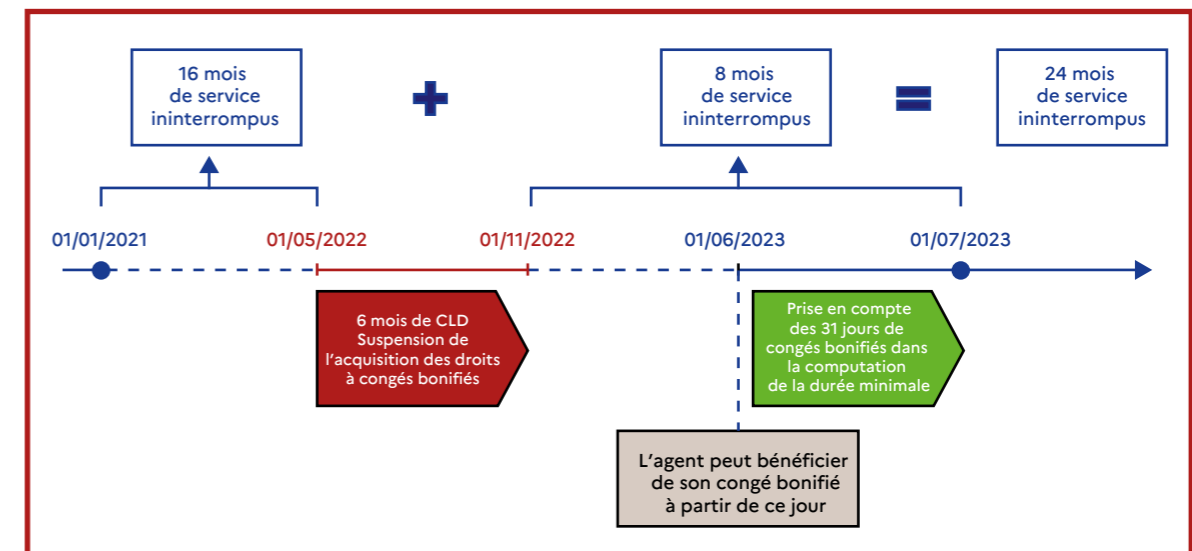 16 mois
de service
ininterrompus
8 mois
de service
ininterrompus
24 mois
de service
ininterrompus
01/01/2021
01/05/2022
01/11/2022
01/06/2023
01/07/2023
6 mois de CLD
Suspension de
l'acquisition des droits
à congés bonifiés
Prise en compte
des 31 jours de
congés bonifiés dans
la computation
de la durée minimale
L'agent peut bénéficier
de son congé bonifié
à partir de ce jour